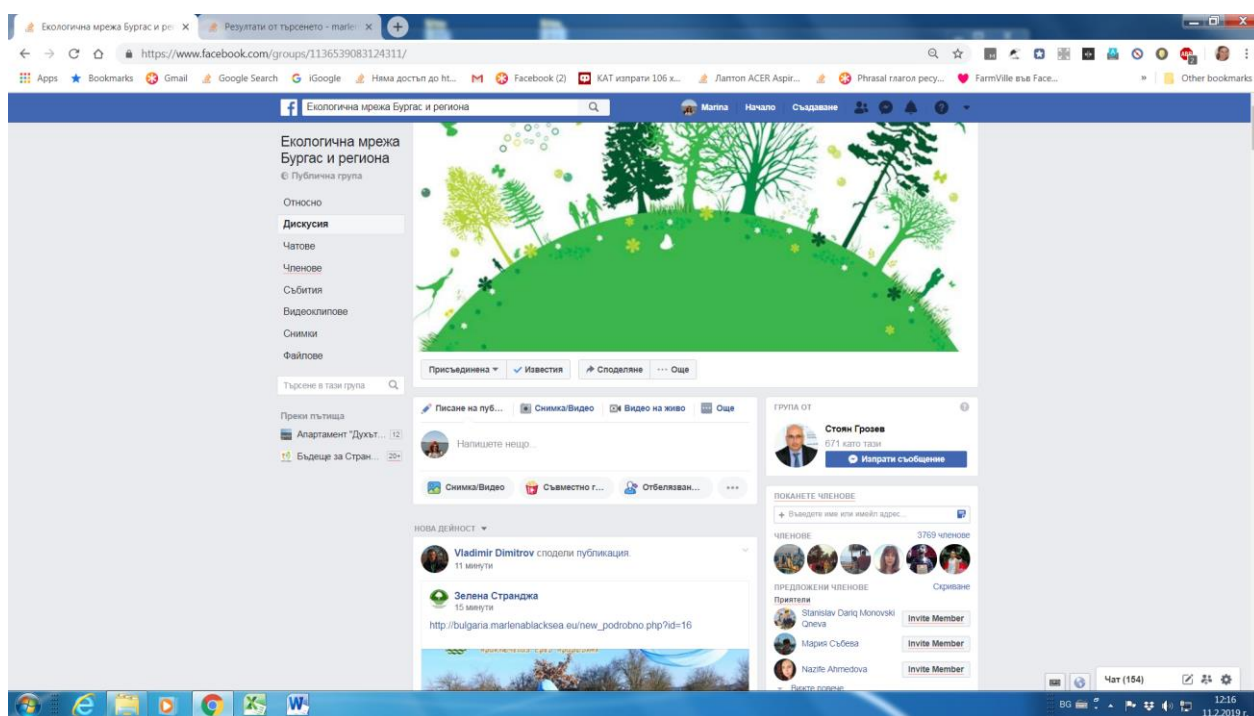 Екологична мрежа Бургас и рег
Резултати от търсенето - marlen
https://www.facebook.com/groups/1136539083124311/
Apps Bookmarks Gmail Google Search iGoogle Няма достъп до ht... Facebook (2) КАТ изпрати 106 х... Лаптоп ACER Aspir... Phrasal глагол ресу... FarmVille във Face... » Other bookmarks
Екологична мрежа Бургас и региона
Marina Начало Създаване
Екологична мрежа
Бургас и региона
Публична група
Относно
Дискусия
Чатове
Членове
Събития
Видеоклипове
Снимки
Файлове
Търсене в тази група
Преки пътища
Апартамент "Духът... 12
Бъдеще за Стран... 20+
Присъединена Известия Споделяне Още
Писане на пуб... Снимка/Видео Видео на живо Още
Напишете нещо...
Снимка/Видео Съвместно г... Отбелязван...
НОВА ДЕЙНОСТ
Vladimir Dimitrov сподели публикация.
11 минути
Зелена Странджа
15 минути
http://bulgaria.marlenablacksea.eu/new_podrobno.php?id=16
ГРУПА ОТ
Стоян Грозев
671 като тази
Изпрати съобщение
ПОКАНЕТЕ ЧЛЕНОВЕ
+ Въведете име или имейл адрес...
ЧЛЕНОВЕ 3769 членове
ПРЕДЛОЖЕНИ ЧЛЕНОВЕ Скриване
Приятели
Stanislav Dariq Monovski
Qneva
Invite Member
Мария Събева Invite Member
Nazife Ahmedova Invite Member
Вижте повече
Чат (154)
BG
12:16
11.2.2019 г.